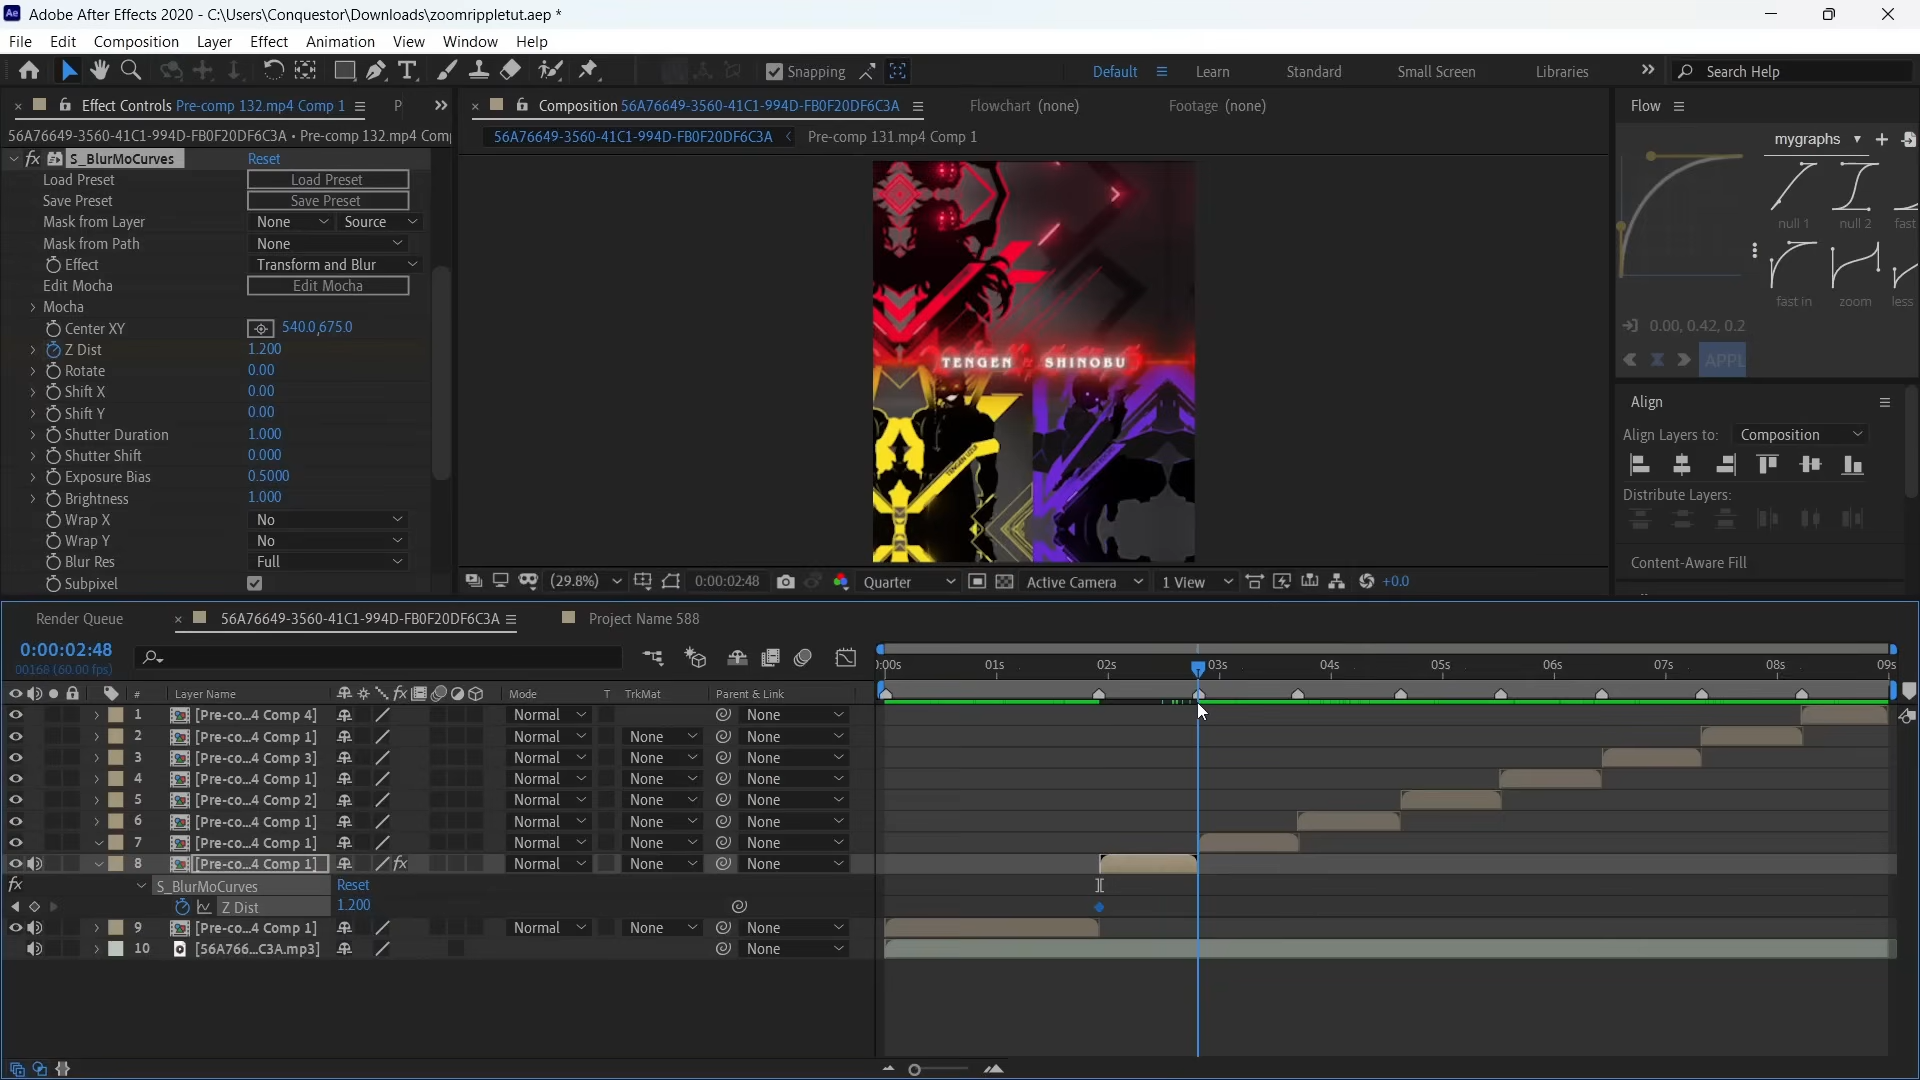 Adobe After Effects 2020 - C:\Users\Conquestor\Downloads\zoomrippletut.aep *
File Edit Composition Layer Effect Animation View Window Help
Snapping
Default Learn Standard Small Screen Libraries
Search Help
Effect Controls Pre-comp 132.mp4 Comp 1
P
56A76649-3560-41C1-994D-FB0F20DF6C3A • Pre-comp 132.mp4 Com
fx S_BlurMoCurves Reset
Load Preset Load Preset
Save Preset Save Preset
Mask from Layer None Source
Mask from Path None
Effect Transform and Blur
Edit Mocha Edit Mocha
Mocha
Center XY 540.0,675.0
Z Dist 1.200
Rotate 0.00
Shift X 0.00
Shift Y 0.00
Shutter Duration 1.000
Shutter Shift 0.000
Exposure Bias 0.5000
Brightness 1.000
Wrap X No
Wrap Y No
Blur Res Full
Subpixel
Composition 56A76649-3560-41C1-994D-FB0F20DF6C3A Flowchart (none) Footage (none)
56A76649-3560-41C1-994D-FB0F20DF6C3A Pre-comp 131.mp4 Comp 1
TENGEN & SHINOBU
(29.8%) 0:00:02:48 Quarter Active Camera 1 View +0.0
Flow
mygraphs
null 1 null 2 fast
fast in zoom less
0.00, 0.42, 0.2
APPL
Align
Align Layers to: Composition
Distribute Layers:
Content-Aware Fill
Render Queue 56A76649-3560-41C1-994D-FB0F20DF6C3A Project Name 588
0:00:02:48
00168 (60.00 fps)
):00s 01s 02s 03s 04s 05s 06s 07s 08s 09s
# Layer Name fx Mode T TrkMat Parent & Link
1 [Pre-co...4 Comp 4] Normal None
2 [Pre-co...4 Comp 1] Normal None None
3 [Pre-co...4 Comp 3] Normal None None
4 [Pre-co...4 Comp 1] Normal None None
5 [Pre-co...4 Comp 2] Normal None None
6 [Pre-co...4 Comp 1] Normal None None
7 [Pre-co...4 Comp 1] Normal None None
8 [Pre-co...4 Comp 1] fx Normal None None
fx S_BlurMoCurves Reset
Z Dist 1.200
9 [Pre-co...4 Comp 1] Normal None None
10 [56A766...C3A.mp3] None